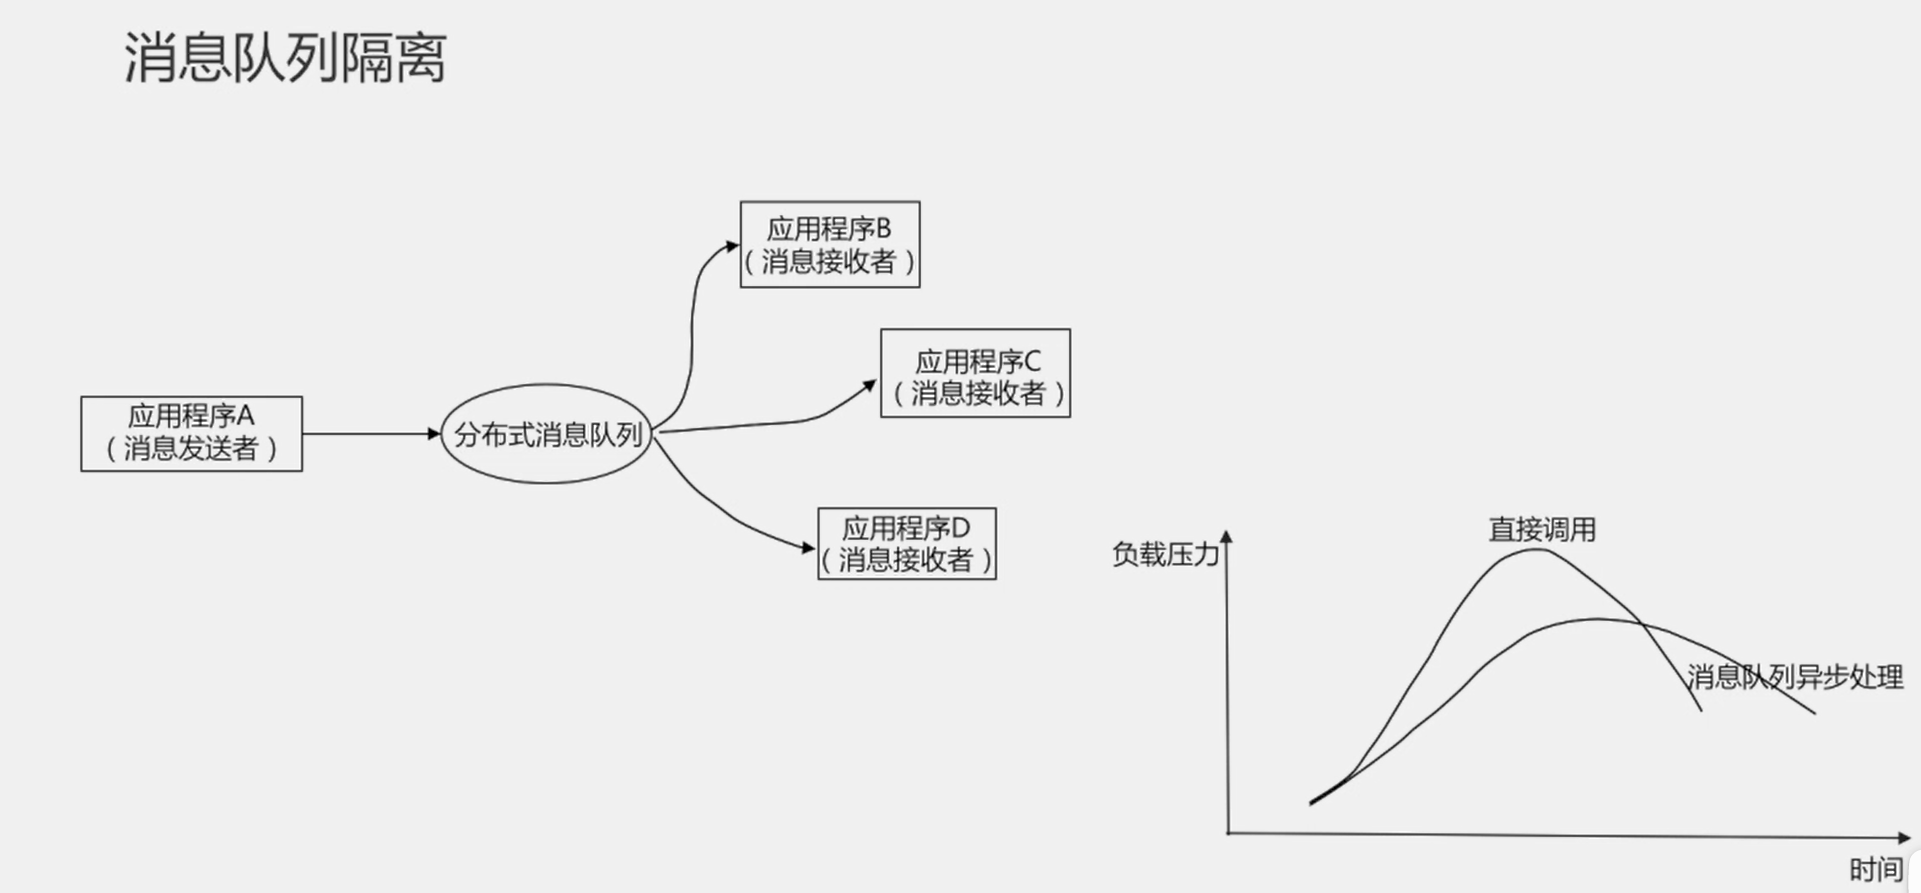 消息队列隔离
应用程序B
（消息接收者）
应用程序C
（消息接收者）
应用程序A
（消息发送者）
分布式消息队列
应用程序D
（消息接收者）
直接调用
负载压力
消息队列异步处理
时间